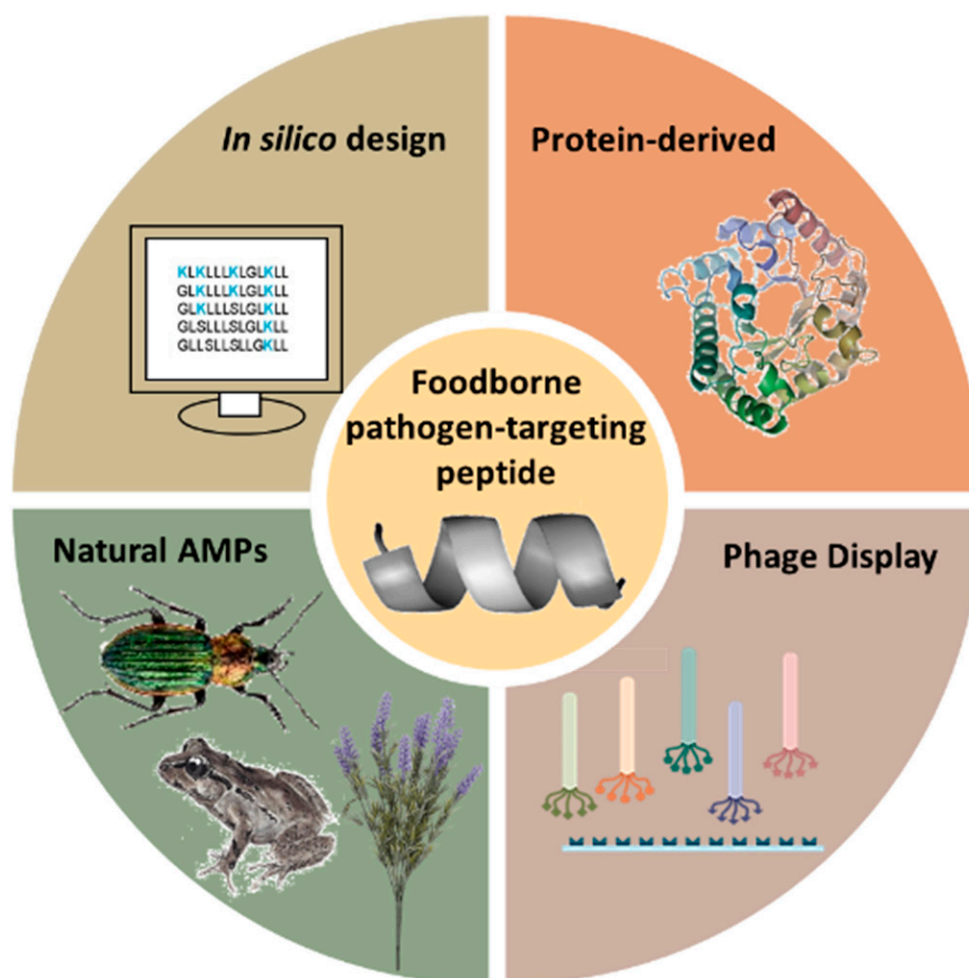 In silico design
KLKLLLKLGLKLL
GLKLLLKLGLKLL
GLKLLLSLGLKLL
GLSLLLSLGLKLL
GLLSLLSLLGKLL
Protein-derived
Foodborne
pathogen-targeting
peptide
Natural AMPs
Phage Display